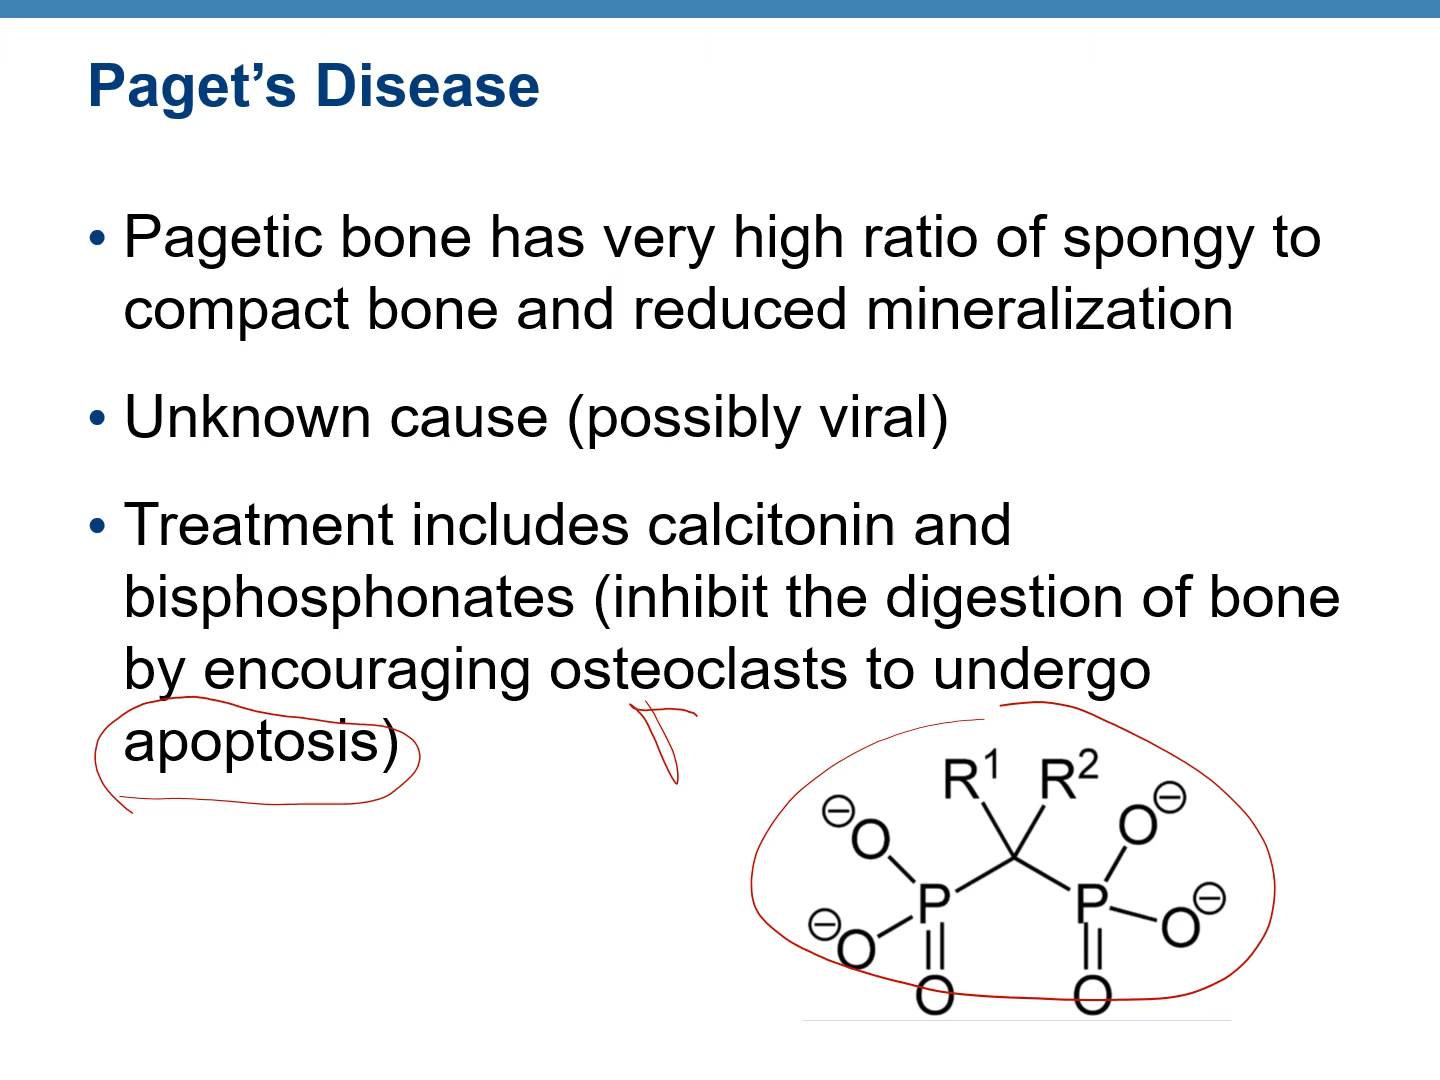 Paget’s Disease
• Pagetic bone has very high ratio of spongy to
compact bone and reduced mineralization
• Unknown cause (possibly viral)
• Treatment includes calcitonin and
bisphosphonates (inhibit the digestion of bone
by encouraging osteoclasts to undergo
apoptosis)
R¹ R²
⊖O O⊖
P P
⊖O O⊖
O O